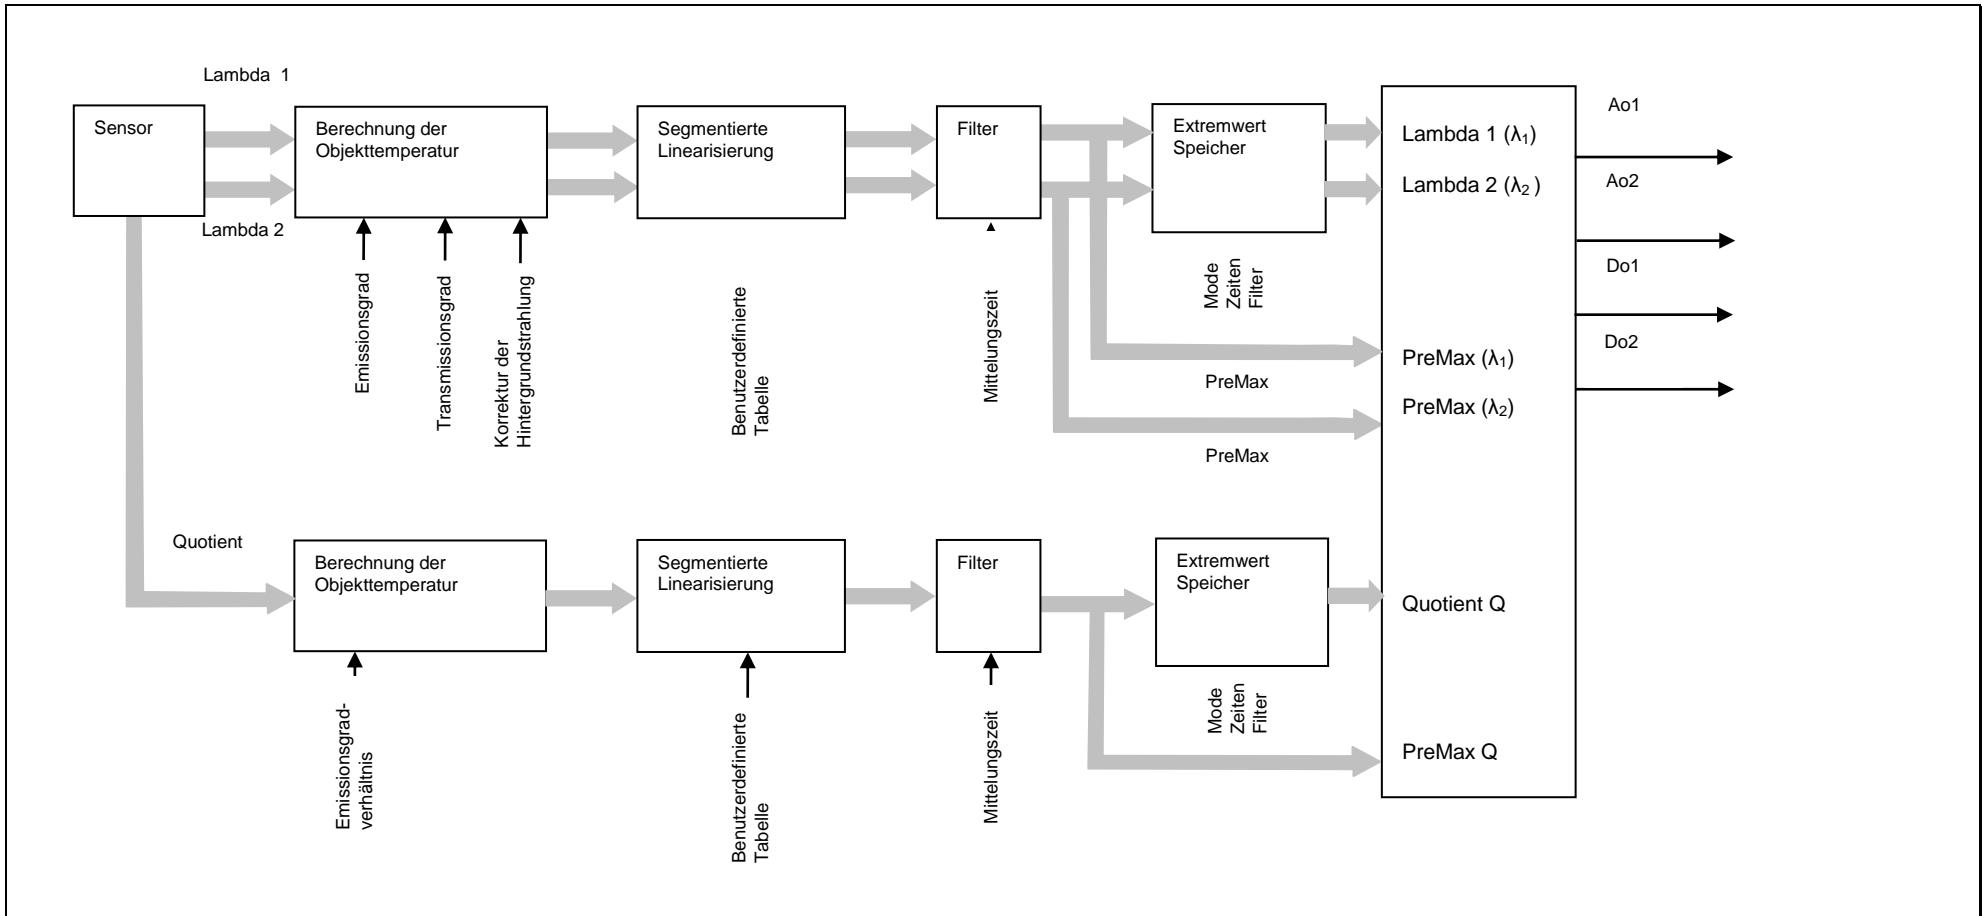 Lambda 1
Sensor
Lambda 2
Berechnung der
Objekttemperatur
Segmentierte
Linearisierung
Filter
Extremwert
Speicher
Emissionsgrad
Transmissionsgrad
Korrektur der
Hintergrundstrahlung
Benutzerdefinierte
Tabelle
Mittelungszeit
Mode
Zeiten
Filter
PreMax
PreMax
Lambda 1 (λ₁)
Lambda 2 (λ₂ )
PreMax (λ₁)
PreMax (λ₂)
Ao1
Ao2
Do1
Do2
Quotient
Berechnung der
Objekttemperatur
Segmentierte
Linearisierung
Filter
Extremwert
Speicher
Emissionsgrad-
verhältnis
Benutzerdefinierte
Tabelle
Mittelungszeit
Mode
Zeiten
Filter
Quotient Q
PreMax Q